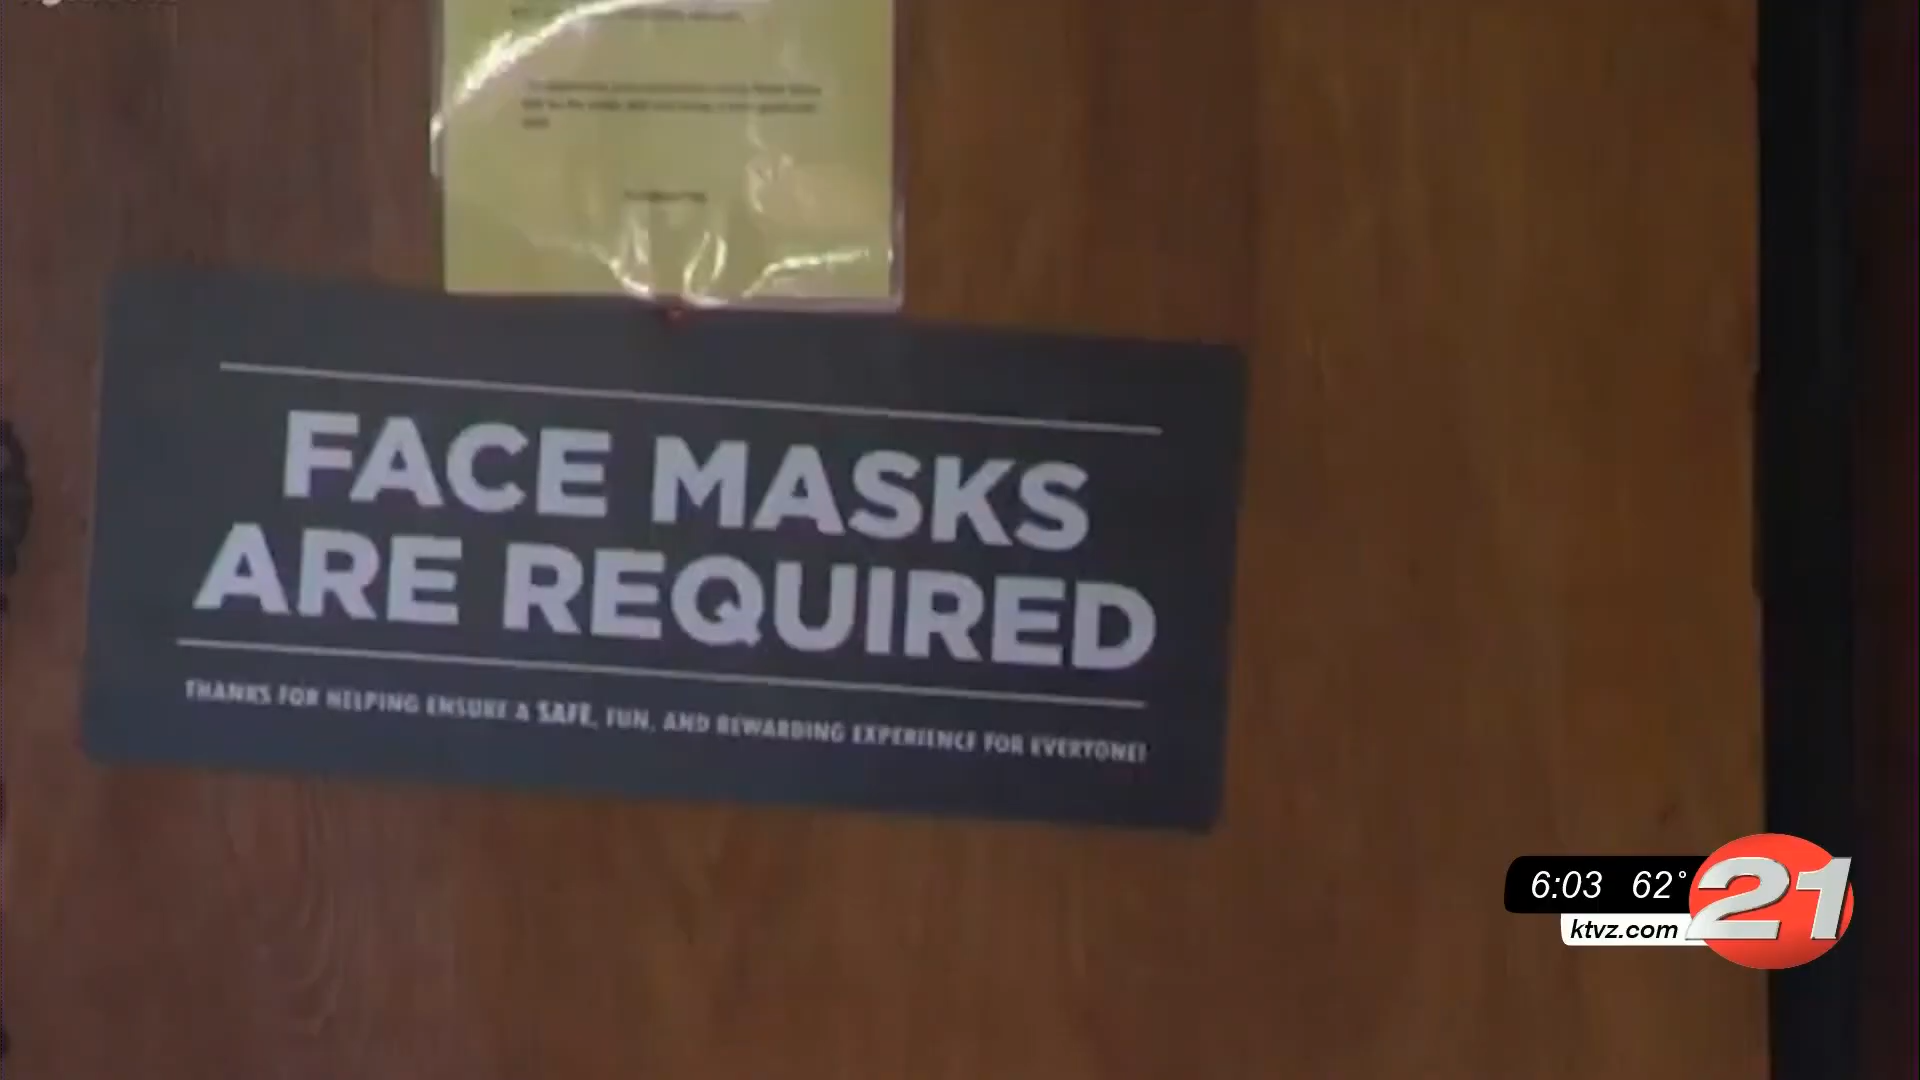 FACE MASKS
ARE REQUIRED
THANKS FOR HELPING ENSURE A SAFE, FUN, AND REWARDING EXPERIENCE FOR EVERYONE!
6:03 62°
21
ktvz.com